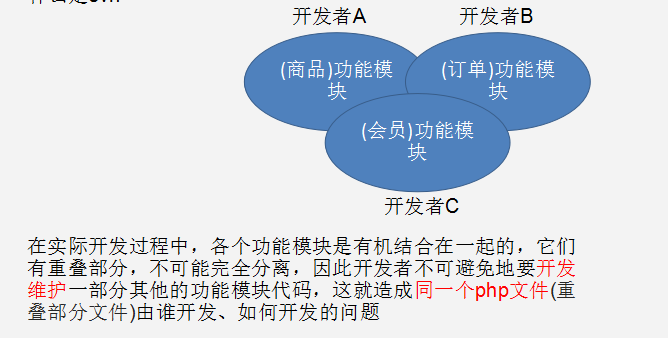 开发者A
开发者B
(商品)功能模
块
(订单)功能模
块
(会员)功能模
块
开发者C
在实际开发过程中，各个功能模块是有机结合在一起的，它们
有重叠部分，不可能完全分离，因此开发者不可避免地要开发
维护一部分其他的功能模块代码，这就造成同一个php文件(重
叠部分文件)由谁开发、如何开发的问题